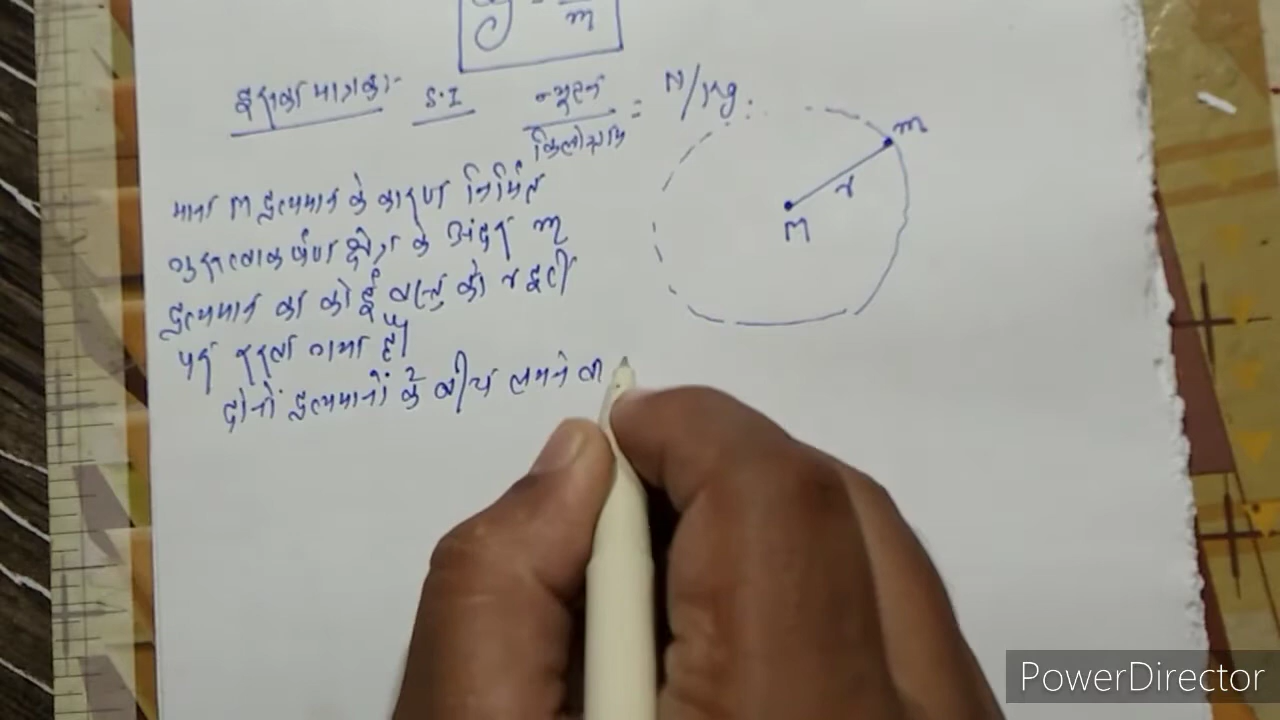 m
इसका मात्रक:- S.I न्यूटन / किलोग्राम = N/Kg.
m
r
M
माना M द्रव्यमान के कारण निर्मित
गुरुत्वाकर्षण क्षेत्र के अंदर m
द्रव्यमान का कोई वस्तु को r दूरी
पर रखा गया है।
दोनों द्रव्यमानों के बीच लगने वा
PowerDirector